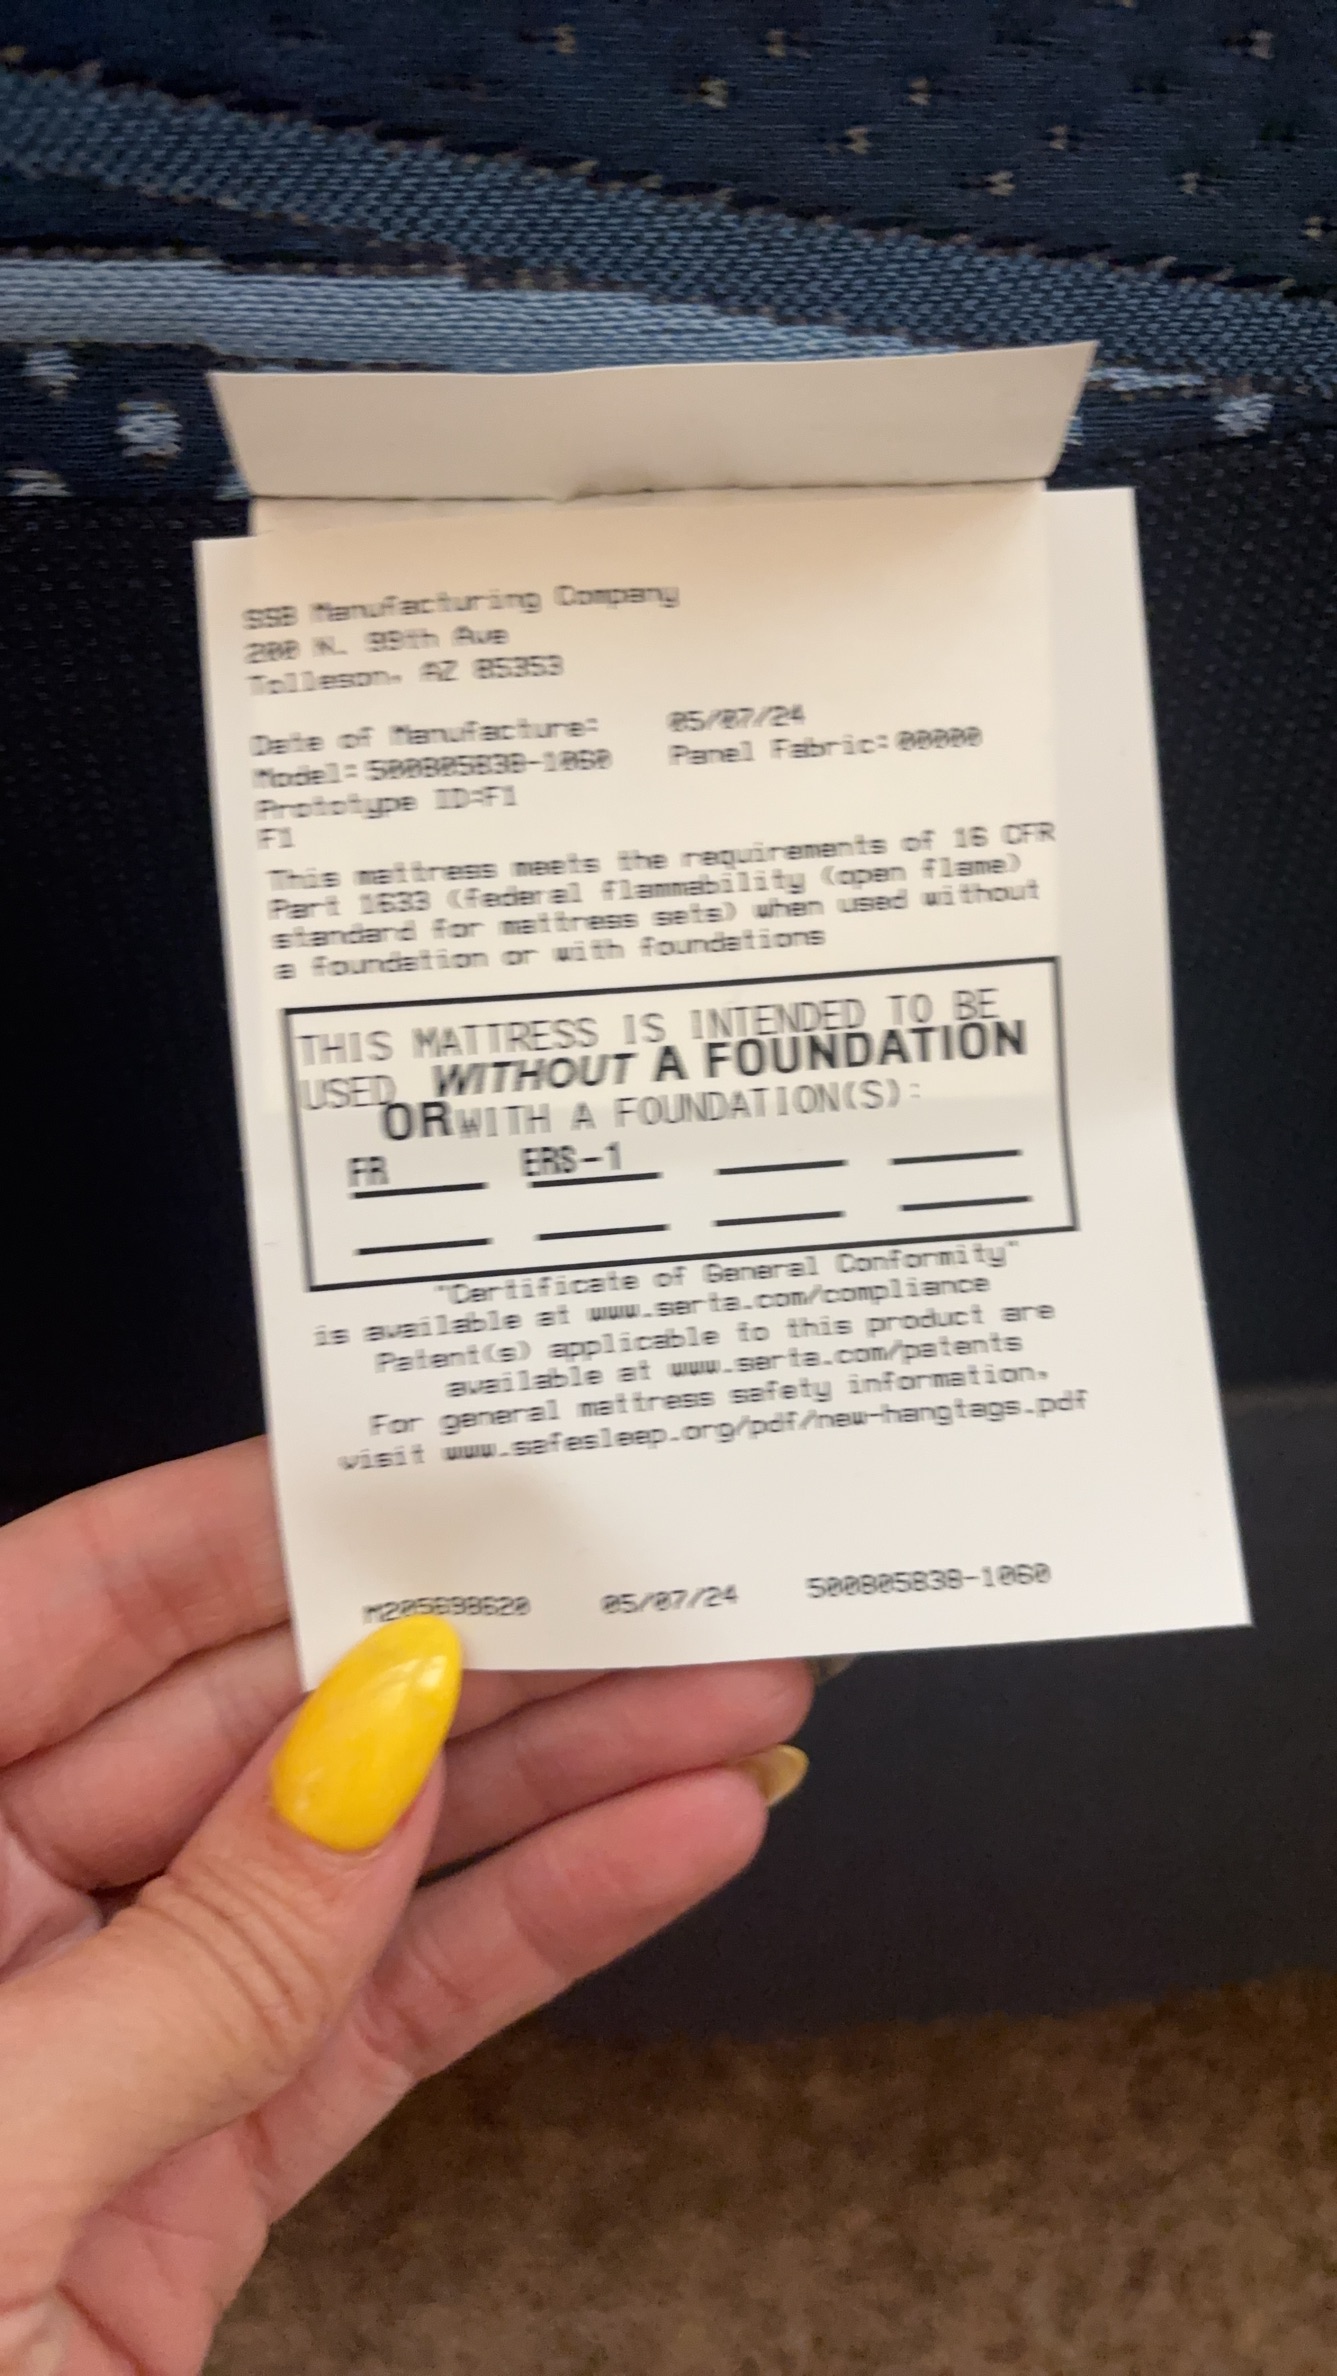 SSB Manufacturing Company
200 N. 99th Ave
Tolleson, AZ 85353
Date of Manufacture: 05/07/24
Model: 500805838-1060 Panel Fabric: 00000
Prototype ID:F1
F1
This mattress meets the requirements of 16 CFR
Part 1633 (federal flammability (open flame)
standard for mattress sets) when used without
a foundation or with foundations
THIS MATTRESS IS INTENDED TO BE
USED WITHOUT A FOUNDATION
OR WITH A FOUNDATION(S):
FR ERS-1
"Certificate of General Conformity"
is available at www.serta.com/compliance
Patent(s) applicable to this product are
available at www.serta.com/patents
For general mattress safety information,
visit www.safesleep.org/pdf/new-hangtags.pdf
M205698620 05/07/24 500805838-1060